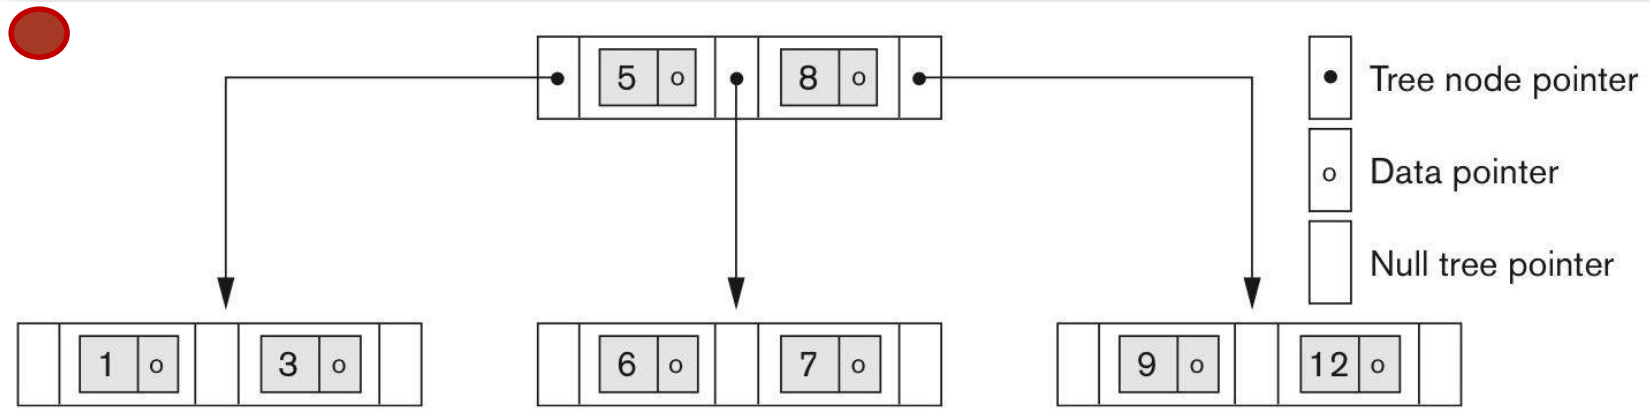 5 o 8 o
Tree node pointer
o Data pointer
Null tree pointer
1 o 3 o 6 o 7 o 9 o 12 o